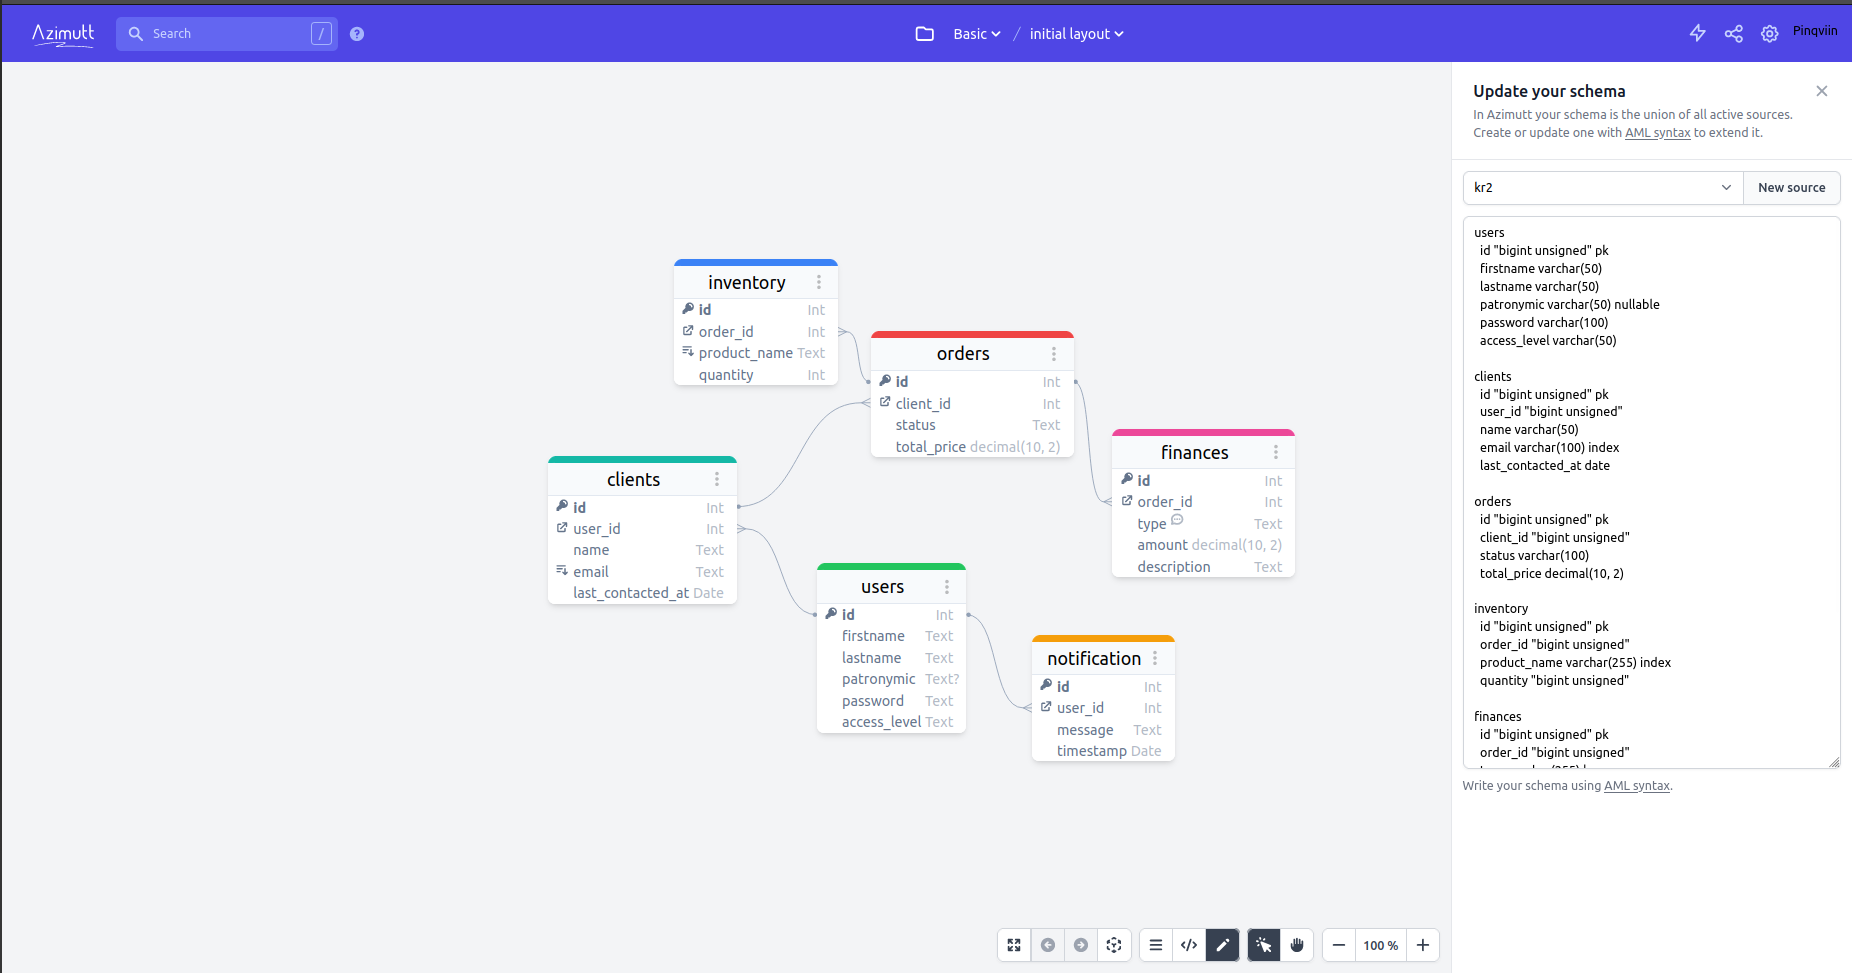 Azimutt
Search
/
?
Basic
/
initial layout
Pinqviin
inventory
id Int
order_id Int
product_name Text
quantity Int
orders
id Int
client_id Int
status Text
total_price decimal(10, 2)
finances
id Int
order_id Int
type Text
amount decimal(10, 2)
description Text
clients
id Int
user_id Int
name Text
email Text
last_contacted_at Date
users
id Int
firstname Text
lastname Text
patronymic Text?
password Text
access_level Text
notification
id Int
user_id Int
message Text
timestamp Date
100 %
Update your schema
In Azimutt your schema is the union of all active sources.
Create or update one with AML syntax to extend it.
kr2
New source
users
id "bigint unsigned" pk
firstname varchar(50)
lastname varchar(50)
patronymic varchar(50) nullable
password varchar(100)
access_level varchar(50)
clients
id "bigint unsigned" pk
user_id "bigint unsigned"
name varchar(50)
email varchar(100) index
last_contacted_at date
orders
id "bigint unsigned" pk
client_id "bigint unsigned"
status varchar(100)
total_price decimal(10, 2)
inventory
id "bigint unsigned" pk
order_id "bigint unsigned"
product_name varchar(255) index
quantity "bigint unsigned"
finances
id "bigint unsigned" pk
order_id "bigint unsigned"
Write your schema using AML syntax.